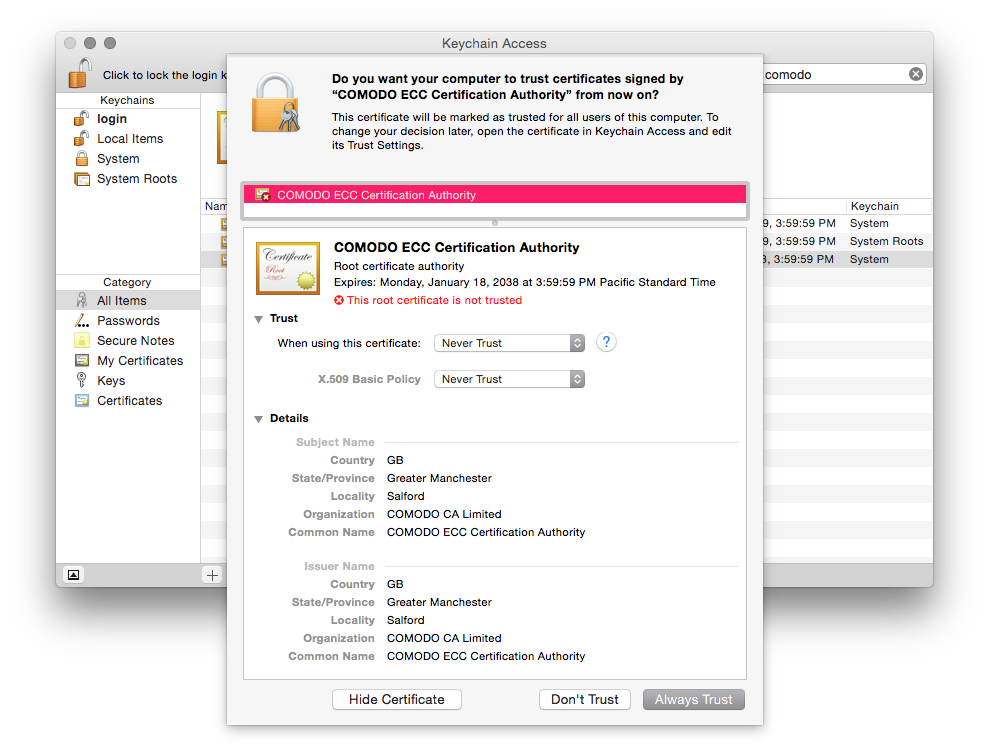 Keychain Access
Click to lock the login k
comodo
Keychains
login
Local Items
System
System Roots
Category
All Items
Passwords
Secure Notes
My Certificates
Keys
Certificates
Do you want your computer to trust certificates signed by
“COMODO ECC Certification Authority” from now on?
This certificate will be marked as trusted for all users of this computer. To
change your decision later, open the certificate in Keychain Access and edit
its Trust Settings.
COMODO ECC Certification Authority
Certificate
Root
COMODO ECC Certification Authority
Root certificate authority
Expires: Monday, January 18, 2038 at 3:59:59 PM Pacific Standard Time
This root certificate is not trusted
Trust
When using this certificate: Never Trust ?
X.509 Basic Policy Never Trust
Details
Subject Name
Country GB
State/Province Greater Manchester
Locality Salford
Organization COMODO CA Limited
Common Name COMODO ECC Certification Authority
Issuer Name
Country GB
State/Province Greater Manchester
Locality Salford
Organization COMODO CA Limited
Common Name COMODO ECC Certification Authority
Hide Certificate Don't Trust Always Trust
Nam
Keychain
9, 3:59:59 PM System
9, 3:59:59 PM System Roots
3:59:59 PM System